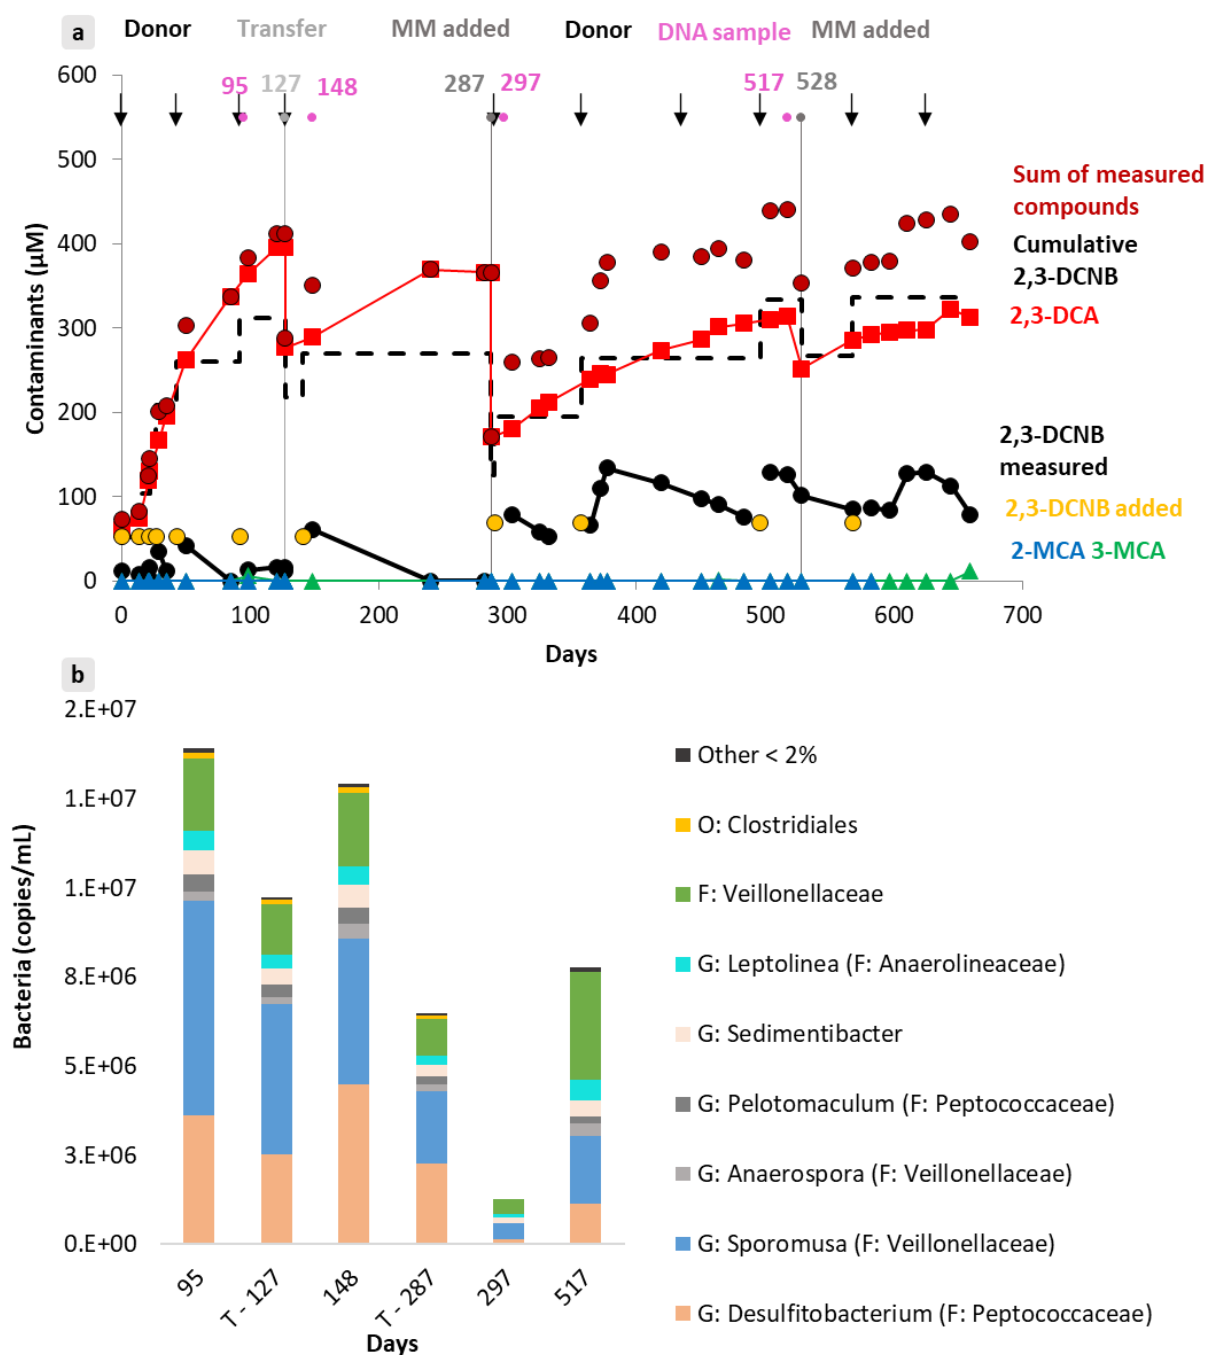 a
Donor
Transfer
MM added
Donor
DNA sample
MM added
95
127
148
287
297
517
528
600
500
400
300
200
100
0
Contaminants (µM)
Sum of measured
compounds
Cumulative
2,3-DCNB
2,3-DCA
2,3-DCNB
measured
2,3-DCNB added
2-MCA 3-MCA
0
100
200
300
400
500
600
700
Days
b
2.E+07
1.E+07
1.E+07
8.E+06
5.E+06
3.E+06
0.E+00
Bacteria (copies/mL)
95
T - 127
148
T - 287
297
517
Days
Other < 2%
O: Clostridiales
F: Veillonellaceae
G: Leptolinea (F: Anaerolineaceae)
G: Sedimentibacter
G: Pelotomaculum (F: Peptococcaceae)
G: Anaerospora (F: Veillonellaceae)
G: Sporomusa (F: Veillonellaceae)
G: Desulfitobacterium (F: Peptococcaceae)